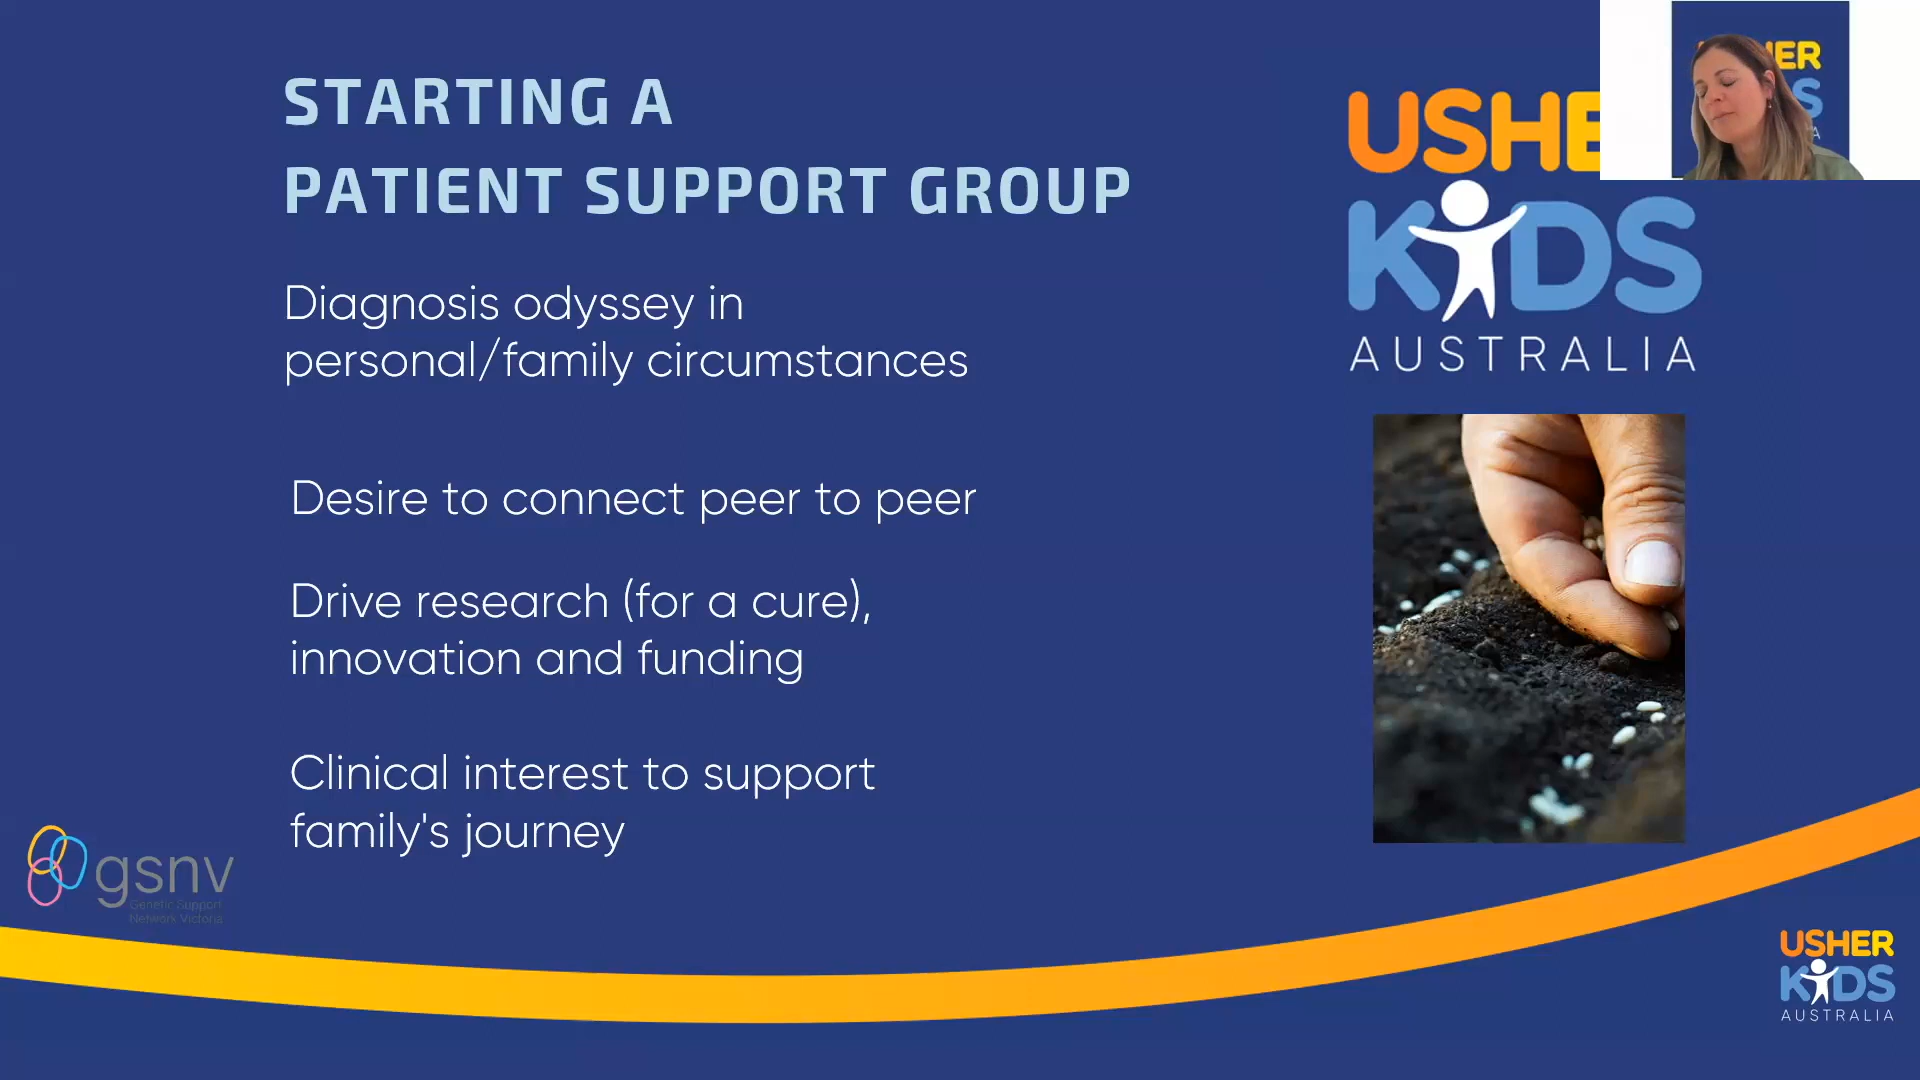 STARTING A
PATIENT SUPPORT GROUP
Diagnosis odyssey in
personal/family circumstances
Desire to connect peer to peer
Drive research (for a cure),
innovation and funding
Clinical interest to support
family's journey
USHE
KIDS
AUSTRALIA
gsnv
Genetic Support
Network Victoria
USHER
KIDS
AUSTRALIA